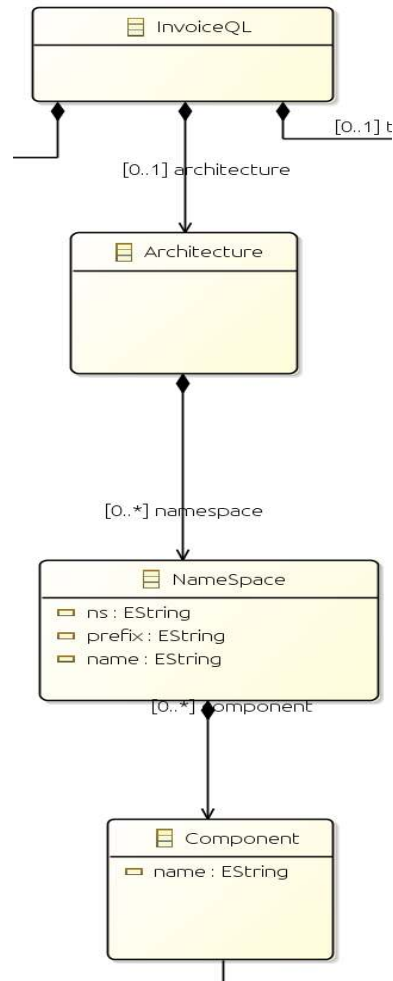 InvoiceQL
[0..1] t
[0..1] architecture
Architecture
[0..*] namespace
NameSpace
ns : EString
prefix : EString
name : EString
[0..*] component
Component
name : EString